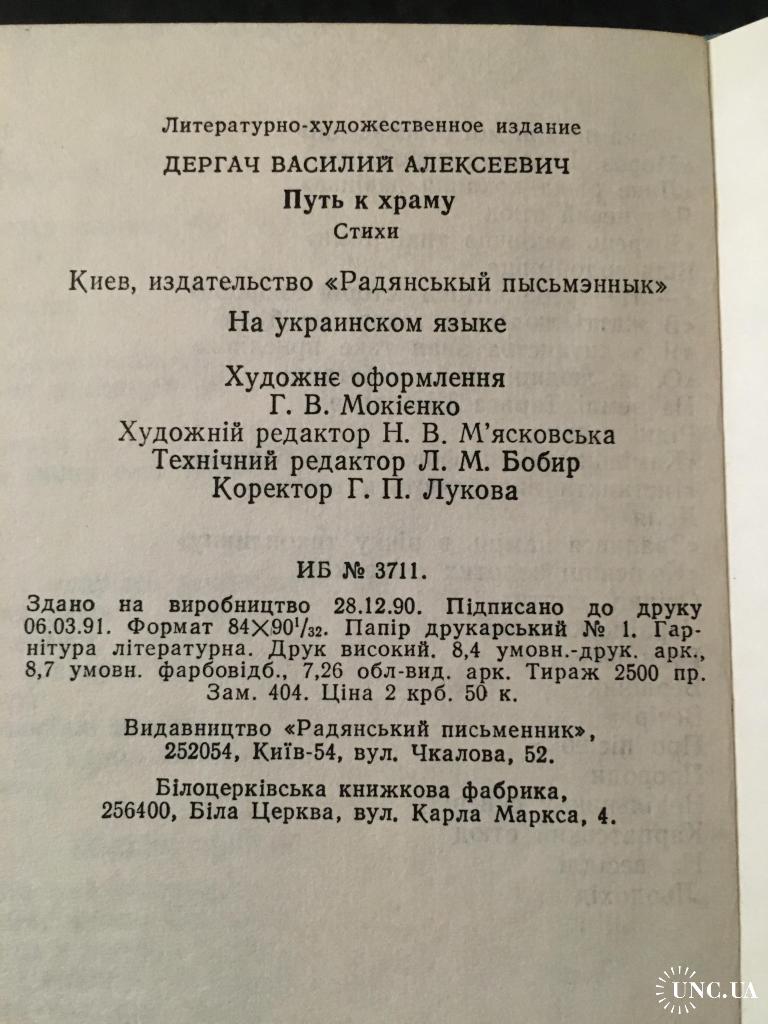 Литературно-художественное издание
ДЕРГАЧ ВАСИЛИЙ АЛЕКСЕЕВИЧ
Путь к храму
Стихи
Киев, издательство «Радянськый пысьмэннык»
На украинском языке
Художнє оформлення
Г. В. Мокієнко
Художній редактор Н. В. М'ясковська
Технічний редактор Л. М. Бобир
Коректор Г. П. Лукова
ИБ № 3711.
Здано на виробництво 28.12.90. Підписано до друку
06.03.91. Формат 84×90 1/32. Папір друкарський № 1. Гар-
нітура літературна. Друк високий. 8,4 умовн.-друк. арк.,
8,7 умовн. фарбовідб., 7,26 обл-вид. арк. Тираж 2500 пр.
Зам. 404. Ціна 2 крб. 50 к.
Видавництво «Радянський письменник»,
252054, Київ-54, вул. Чкалова, 52.
Білоцерківська книжкова фабрика,
256400, Біла Церква, вул. Карла Маркса, 4.
UNC.UA